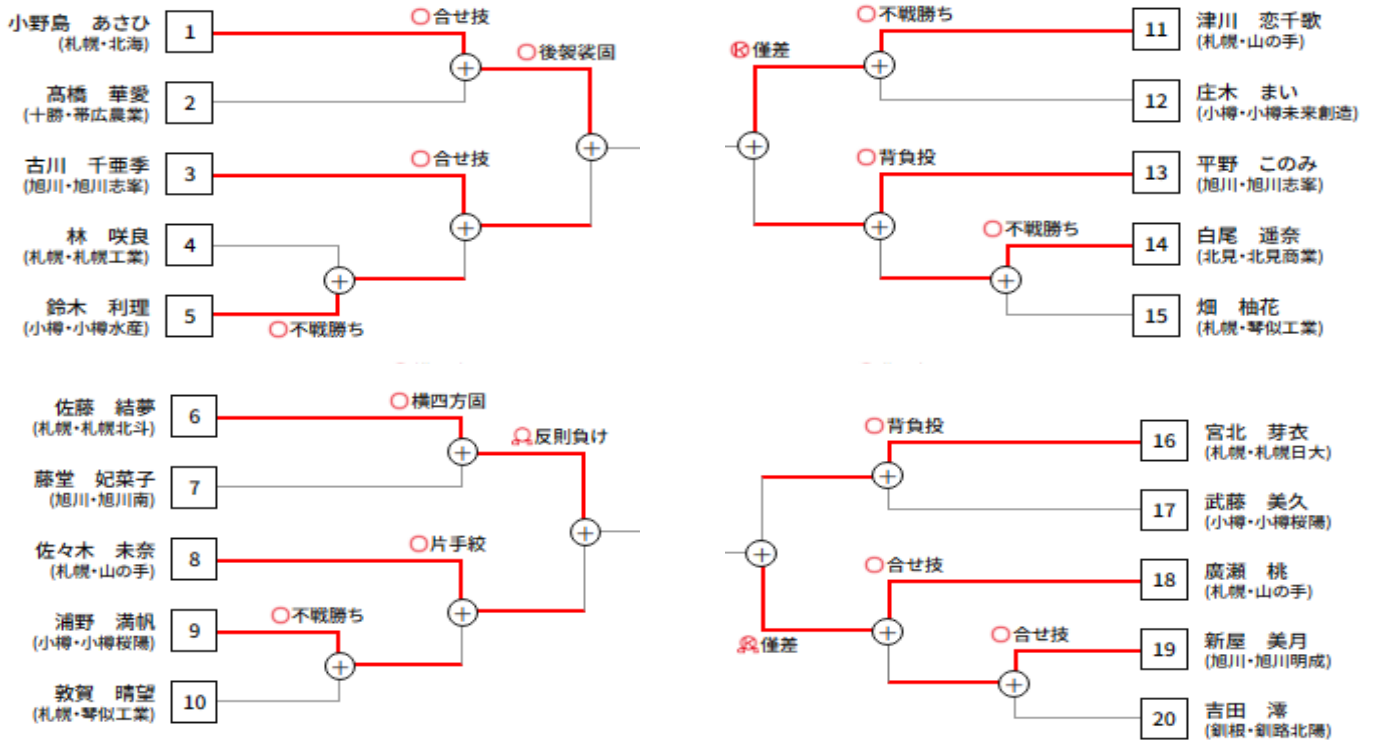 小野島 あさひ
(札幌・北海)
1
○合せ技
○後袈裟固
髙橋 華愛
(十勝・帯広農業)
2
古川 千亜季
(旭川・旭川志峯)
3
○合せ技
林 咲良
(札幌・札幌工業)
4
鈴木 利理
(小樽・小樽水産)
5
○不戦勝ち
佐藤 結夢
(札幌・札幌北斗)
6
○横四方固
反則負け
藤堂 妃菜子
(旭川・旭川南)
7
佐々木 未奈
(札幌・山の手)
8
○片手絞
浦野 満帆
(小樽・小樽桜陽)
9
○不戦勝ち
敦賀 晴望
(札幌・琴似工業)
10
○不戦勝ち
僅差
11
津川 恋千歌
(札幌・山の手)
12
庄木 まい
(小樽・小樽未来創造)
○背負投
13
平野 このみ
(旭川・旭川志峯)
○不戦勝ち
14
白尾 遥奈
(北見・北見商業)
15
畑 柚花
(札幌・琴似工業)
○背負投
16
宮北 芽衣
(札幌・札幌日大)
17
武藤 美久
(小樽・小樽桜陽)
○合せ技
僅差
18
廣瀬 桃
(札幌・山の手)
○合せ技
19
新屋 美月
(旭川・旭川明成)
20
吉田 澪
(釧根・釧路北陽)